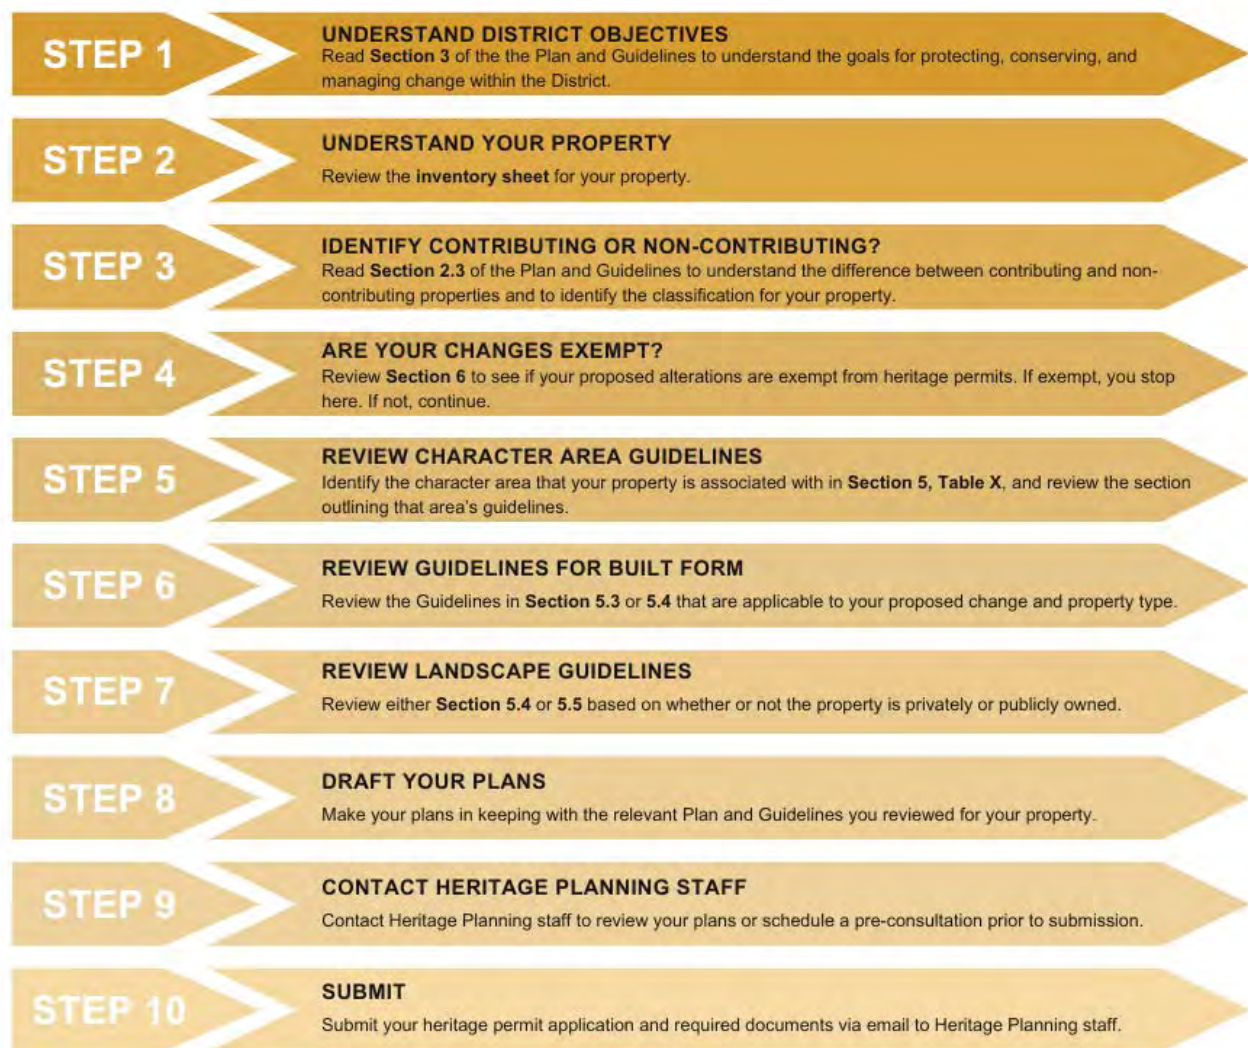 STEP 1
UNDERSTAND DISTRICT OBJECTIVES
Read Section 3 of the the Plan and Guidelines to understand the goals for protecting, conserving, and
managing change within the District.
STEP 2
UNDERSTAND YOUR PROPERTY
Review the inventory sheet for your property.
STEP 3
IDENTIFY CONTRIBUTING OR NON-CONTRIBUTING?
Read Section 2.3 of the Plan and Guidelines to understand the difference between contributing and non-
contributing properties and to identify the classification for your property.
STEP 4
ARE YOUR CHANGES EXEMPT?
Review Section 6 to see if your proposed alterations are exempt from heritage permits. If exempt, you stop
here. If not, continue.
STEP 5
REVIEW CHARACTER AREA GUIDELINES
Identify the character area that your property is associated with in Section 5, Table X, and review the section
outlining that area's guidelines.
STEP 6
REVIEW GUIDELINES FOR BUILT FORM
Review the Guidelines in Section 5.3 or 5.4 that are applicable to your proposed change and property type.
STEP 7
REVIEW LANDSCAPE GUIDELINES
Review either Section 5.4 or 5.5 based on whether or not the property is privately or publicly owned.
STEP 8
DRAFT YOUR PLANS
Make your plans in keeping with the relevant Plan and Guidelines you reviewed for your property.
STEP 9
CONTACT HERITAGE PLANNING STAFF
Contact Heritage Planning staff to review your plans or schedule a pre-consultation prior to submission.
STEP 10
SUBMIT
Submit your heritage permit application and required documents via email to Heritage Planning staff.